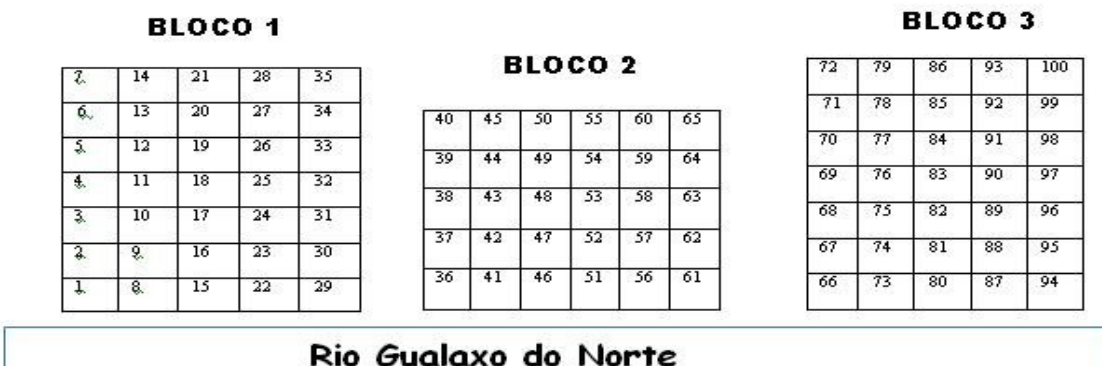 BLOCO 1
7. 14 21 28 35
6. 13 20 27 34
5. 12 19 26 33
4. 11 18 25 32
3. 10 17 24 31
2. 9. 16 23 30
1. 8. 15 22 29
BLOCO 2
40 45 50 55 60 65
39 44 49 54 59 64
38 43 48 53 58 63
37 42 47 52 57 62
36 41 46 51 56 61
BLOCO 3
72 79 86 93 100
71 78 85 92 99
70 77 84 91 98
69 76 83 90 97
68 75 82 89 96
67 74 81 88 95
66 73 80 87 94
Rio Gualaxo do Norte